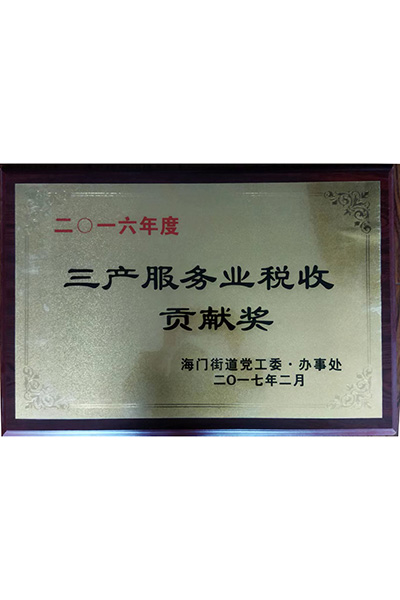 二〇一六年度
三产服务业税收
贡献奖
海门街道党工委·办事处
二〇一七年二月